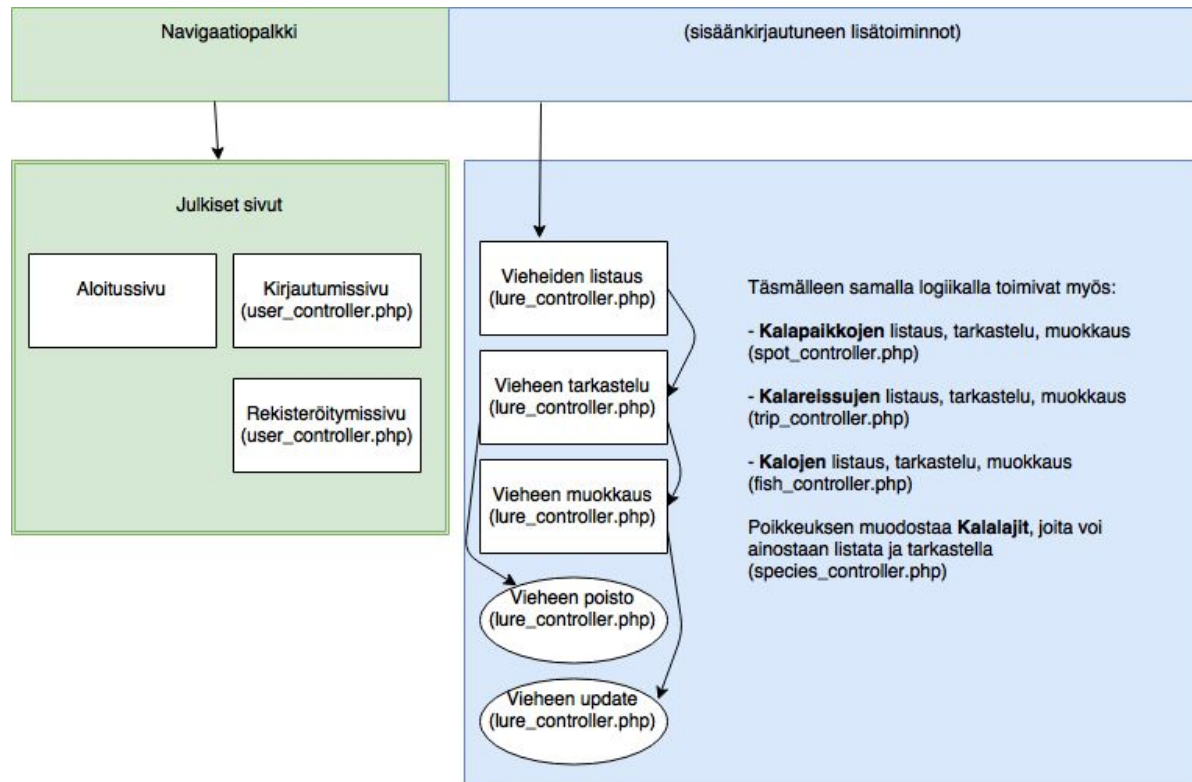 Navigaatiopalkki
(sisäänkirjautuneen lisätoiminnot)
Julkiset sivut
Aloitussivu
Kirjautumissivu
(user_controller.php)
Rekisteröitymissivu
(user_controller.php)
Vieheiden listaus
(lure_controller.php)
Vieheen tarkastelu
(lure_controller.php)
Vieheen muokkaus
(lure_controller.php)
Vieheen poisto
(lure_controller.php)
Vieheen update
(lure_controller.php)
Täsmälleen samalla logiikalla toimivat myös:
- Kalapaikkojen listaus, tarkastelu, muokkaus
(spot_controller.php)
- Kalareissujen listaus, tarkastelu, muokkaus
(trip_controller.php)
- Kalojen listaus, tarkastelu, muokkaus
(fish_controller.php)
Poikkeuksen muodostaa Kalalajit, joita voi
ainostaan listata ja tarkastella
(species_controller.php)